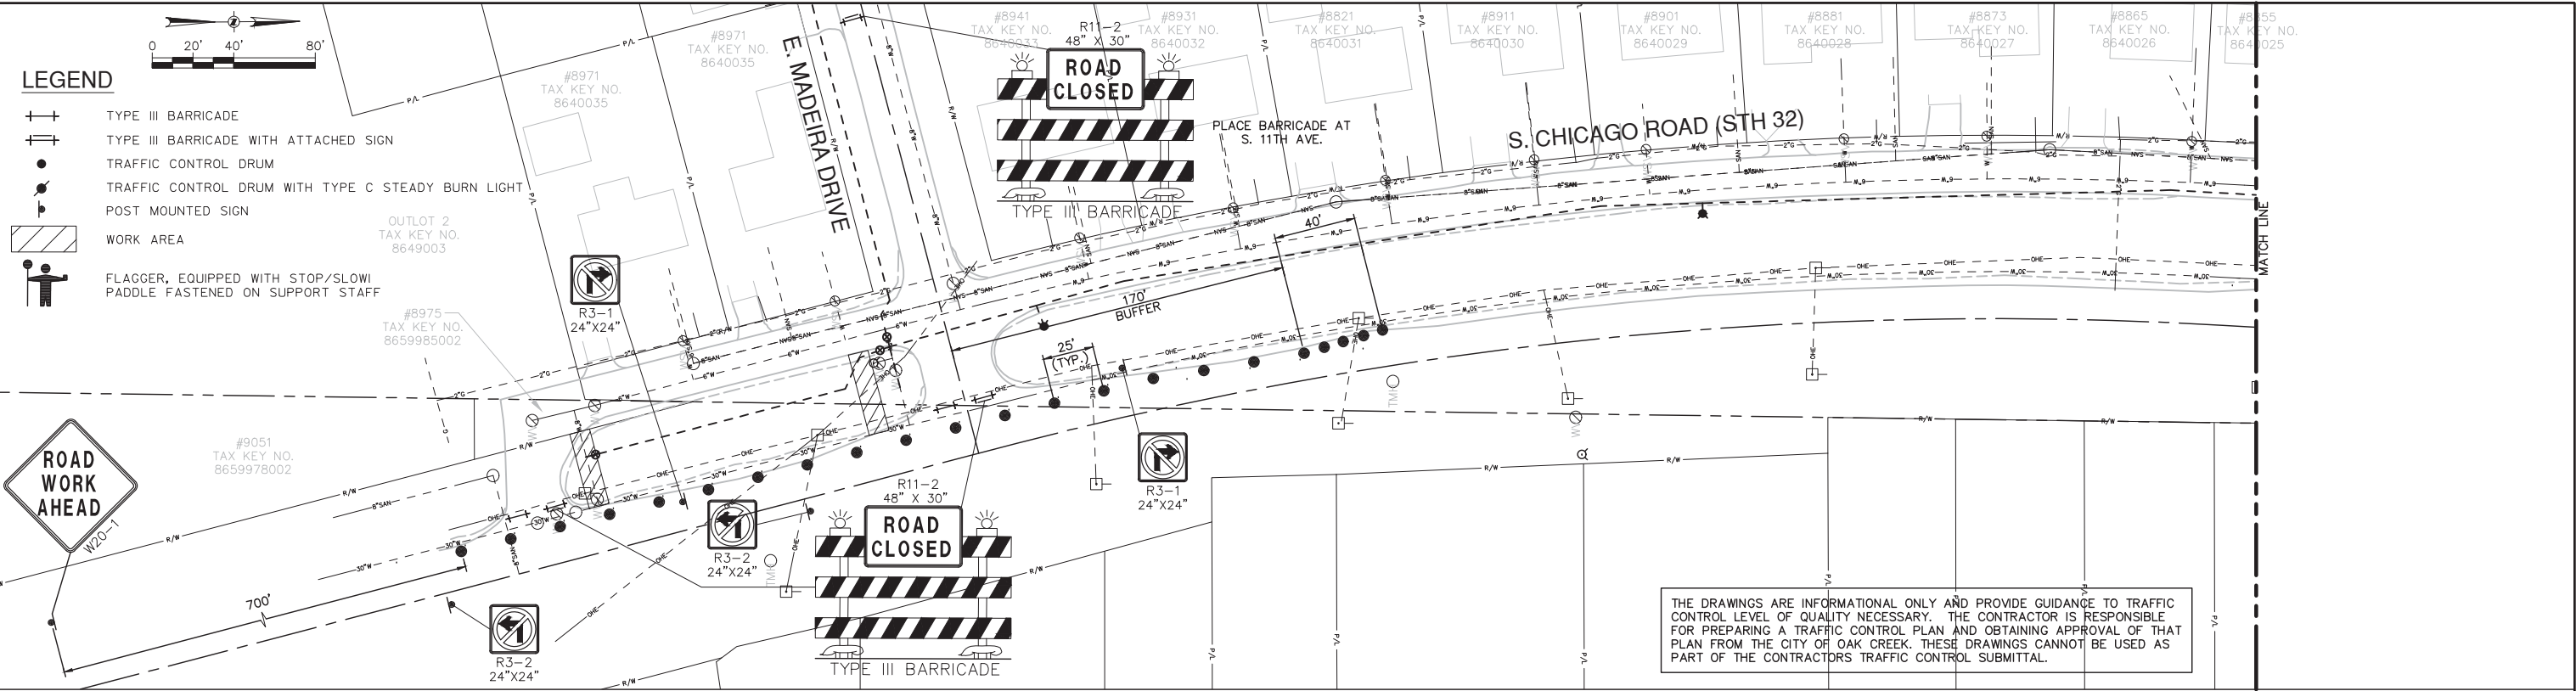 0 20' 40' 80'
LEGEND
TYPE III BARRICADE
TYPE III BARRICADE WITH ATTACHED SIGN
TRAFFIC CONTROL DRUM
TRAFFIC CONTROL DRUM WITH TYPE C STEADY BURN LIGHT
POST MOUNTED SIGN
WORK AREA
FLAGGER, EQUIPPED WITH STOP/SLOWI
PADDLE FASTENED ON SUPPORT STAFF
#8971
TAX KEY NO.
8640035
#8971
TAX KEY NO.
8640035
OUTLOT 2
TAX KEY NO.
8649003
#8975
TAX KEY NO.
8659985002
#9051
TAX KEY NO.
8659978002
#8941
TAX KEY NO.
8640033
#8931
TAX KEY NO.
8640032
#8821
TAX KEY NO.
8640031
#8911
TAX KEY NO.
8640030
#8901
TAX KEY NO.
8640029
#8881
TAX KEY NO.
8640028
#8873
TAX KEY NO.
8640027
#8865
TAX KEY NO.
8640026
#8855
TAX KEY NO.
8640025
E. MADEIRA DRIVE
S. CHICAGO ROAD (STH 32)
R11-2
48" X 30"
ROAD
CLOSED
TYPE III BARRICADE
PLACE BARRICADE AT
S. 11TH AVE.
R3-1
24"X24"
40'
170'
BUFFER
25'
(TYP.)
R3-1
24"X24"
ROAD
WORK
AHEAD
W20-1
700'
R3-2
24"X24"
R3-2
24"X24"
R11-2
48" X 30"
ROAD
CLOSED
TYPE III BARRICADE
MATCH LINE
THE DRAWINGS ARE INFORMATIONAL ONLY AND PROVIDE GUIDANCE TO TRAFFIC
CONTROL LEVEL OF QUALITY NECESSARY. THE CONTRACTOR IS RESPONSIBLE
FOR PREPARING A TRAFFIC CONTROL PLAN AND OBTAINING APPROVAL OF THAT
PLAN FROM THE CITY OF OAK CREEK. THESE DRAWINGS CANNOT BE USED AS
PART OF THE CONTRACTORS TRAFFIC CONTROL SUBMITTAL.